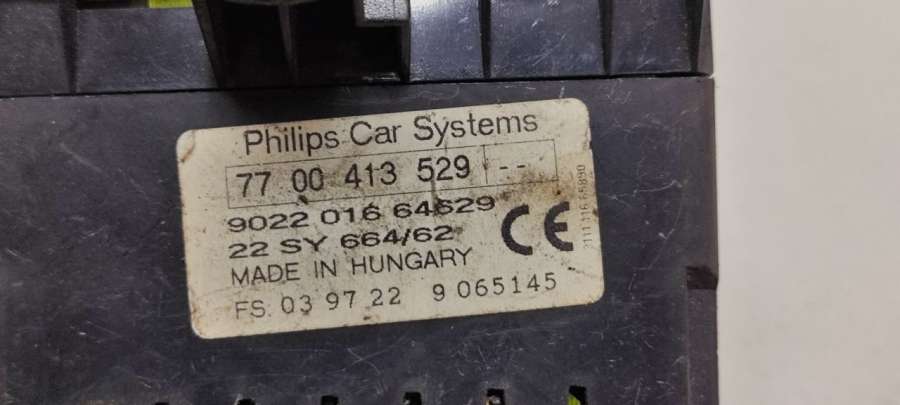 Philips Car Systems
77 00 413 529 --
9022 016 64629
22 SY 664/62
CE
MADE IN HUNGARY
FS. 03 97 22 9 065145